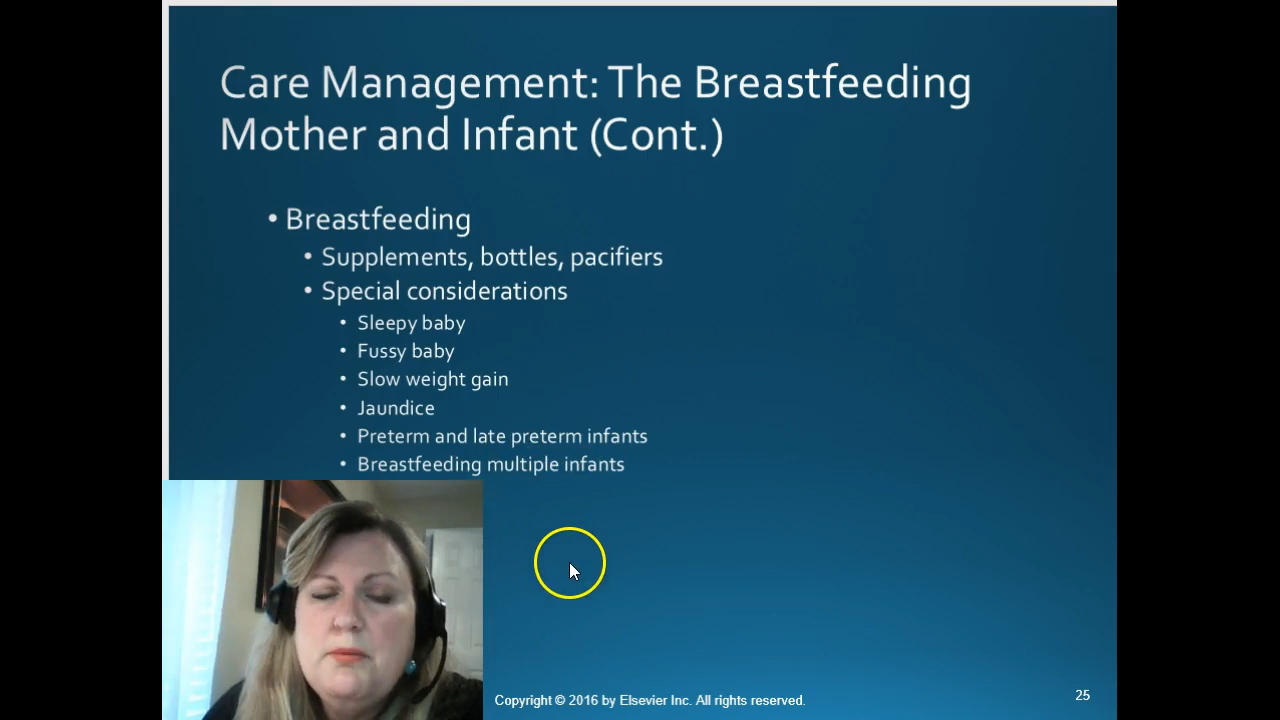 Care Management: The Breastfeeding
Mother and Infant (Cont.)
• Breastfeeding
• Supplements, bottles, pacifiers
• Special considerations
• Sleepy baby
• Fussy baby
• Slow weight gain
• Jaundice
• Preterm and late preterm infants
• Breastfeeding multiple infants
Copyright © 2016 by Elsevier Inc. All rights reserved.
25